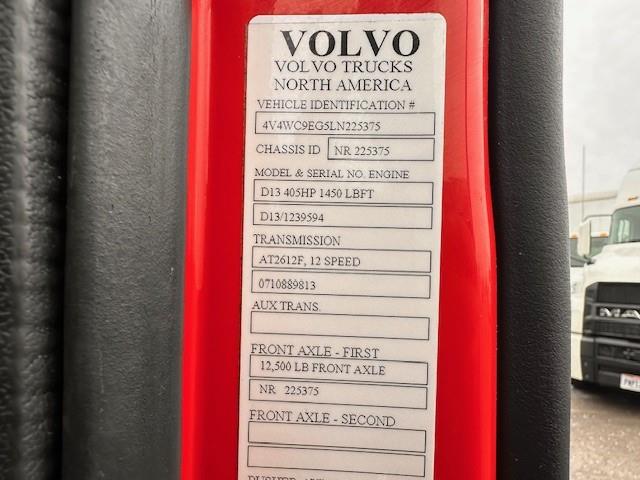 VOLVO
VOLVO TRUCKS
NORTH AMERICA
VEHICLE IDENTIFICATION #
4V4WC9EG5LN225375
CHASSIS ID NR 225375
MODEL & SERIAL NO. ENGINE
D13 405HP 1450 LBFT
D13/1239594
TRANSMISSION
AT2612F, 12 SPEED
0710889813
AUX TRANS.
FRONT AXLE - FIRST
12,500 LB FRONT AXLE
NR 225375
FRONT AXLE - SECOND